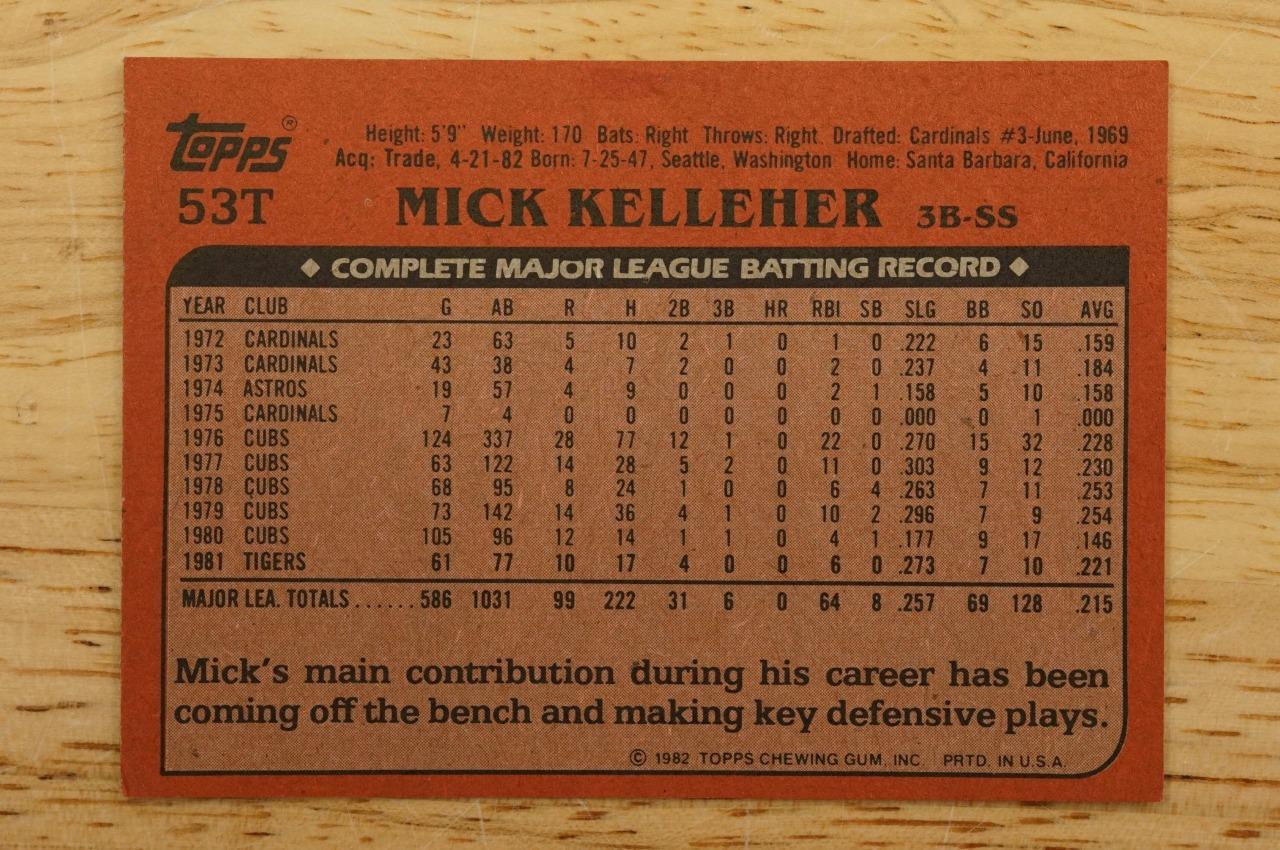 Topps®
Height: 5'9" Weight: 170 Bats: Right Throws: Right Drafted: Cardinals #3-June, 1969
Acq: Trade, 4-21-82 Born: 7-25-47, Seattle, Washington Home: Santa Barbara, California
53T MICK KELLEHER 3B-SS
◆ COMPLETE MAJOR LEAGUE BATTING RECORD ◆
YEAR CLUB G AB R H 2B 3B HR RBI SB SLG BB SO AVG
1972 CARDINALS 23 63 5 10 2 1 0 1 0 .222 6 15 .159
1973 CARDINALS 43 38 4 7 2 0 0 2 0 .237 4 11 .184
1974 ASTROS 19 57 4 9 0 0 0 2 1 .158 5 10 .158
1975 CARDINALS 7 4 0 0 0 0 0 0 0 .000 0 1 .000
1976 CUBS 124 337 28 77 12 1 0 22 0 .270 15 32 .228
1977 CUBS 63 122 14 28 5 2 0 11 0 .303 9 12 .230
1978 CUBS 68 95 8 24 1 0 0 6 4 .263 7 11 .253
1979 CUBS 73 142 14 36 4 1 0 10 2 .296 7 9 .254
1980 CUBS 105 96 12 14 1 1 0 4 1 .177 9 17 .146
1981 TIGERS 61 77 10 17 4 0 0 6 0 .273 7 10 .221
MAJOR LEA. TOTALS......586 1031 99 222 31 6 0 64 8 .257 69 128 .215
Mick's main contribution during his career has been
coming off the bench and making key defensive plays.
© 1982 TOPPS CHEWING GUM, INC. PRTD. IN U.S.A.